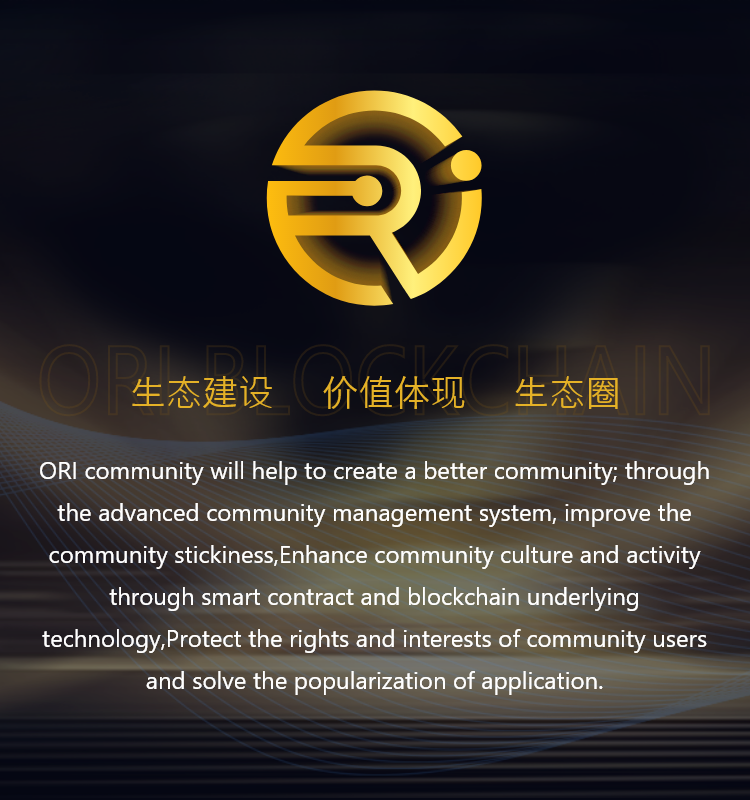 ORI BLOCKCHAIN
生态建设 价值体现 生态圈
ORI community will help to create a better community; through
the advanced community management system, improve the
community stickiness,Enhance community culture and activity
through smart contract and blockchain underlying
technology,Protect the rights and interests of community users
and solve the popularization of application.